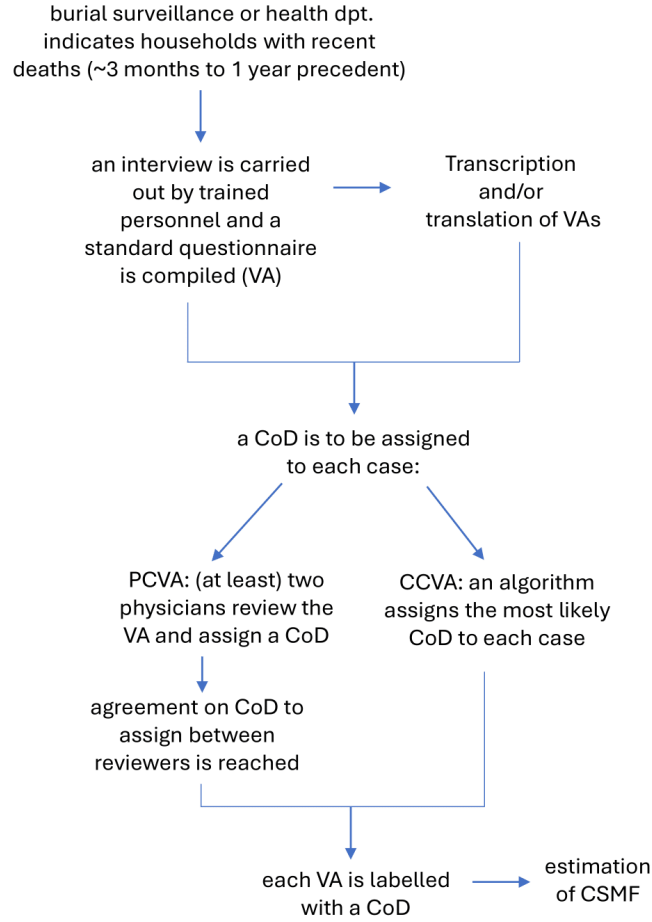 burial surveillance or health dpt.
indicates households with recent
deaths (~3 months to 1 year precedent)
an interview is carried
out by trained
personnel and a
standard questionnaire
is compiled (VA)
Transcription
and/or
translation of VAs
a CoD is to be assigned
to each case:
PCVA: (at least) two
physicians review the
VA and assign a CoD
CCVA: an algorithm
assigns the most likely
CoD to each case
agreement on CoD to
assign between
reviewers is reached
each VA is labelled
with a CoD
estimation
of CSMF